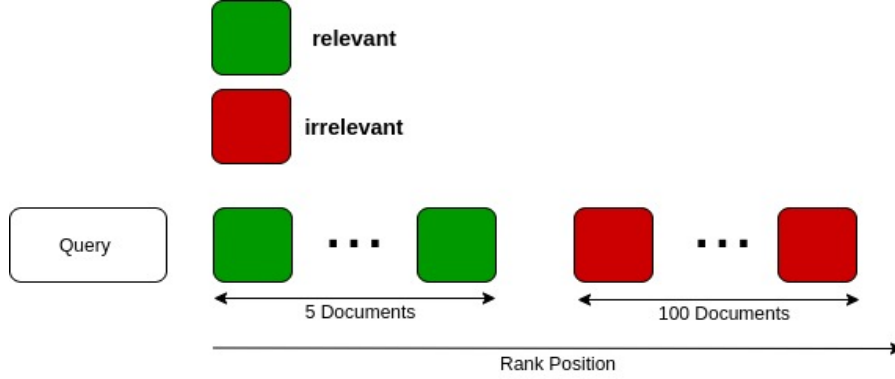 relevant
irrelevant
Query
5 Documents
100 Documents
Rank Position